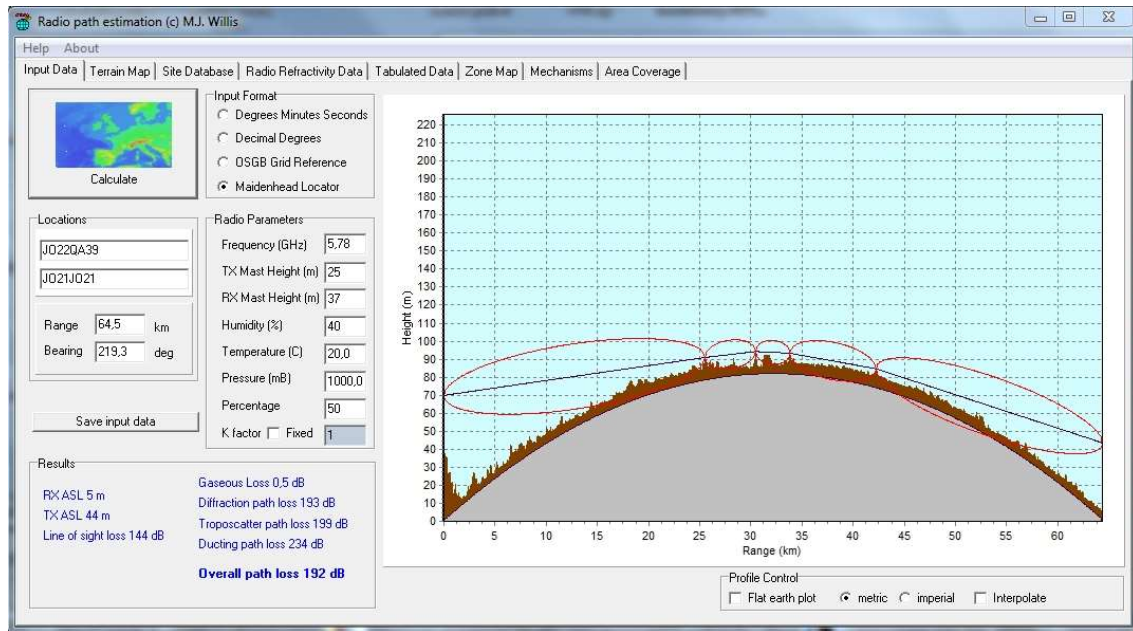 Radio path estimation (c) M.J. Willis
Help About
Input Data Terrain Map Site Database Radio Refractivity Data Tabulated Data Zone Map Mechanisms Area Coverage
Calculate
Input Format
Degrees Minutes Seconds
Decimal Degrees
OSGB Grid Reference
Maidenhead Locator
Locations
JO22QA39
JO21JO21
Range 64,5 km
Bearing 219,3 deg
Save input data
Radio Parameters
Frequency (GHz) 5,78
TX Mast Height (m) 25
RX Mast Height (m) 37
Humidity (%) 40
Temperature (C) 20,0
Pressure (mB) 1000,0
Percentage 50
K factor Fixed 1
Results
RX ASL 5 m
TX ASL 44 m
Line of sight loss 144 dB
Gaseous Loss 0,5 dB
Diffraction path loss 193 dB
Troposcatter path loss 199 dB
Ducting path loss 234 dB
Overall path loss 192 dB
Height (m)
220
210
200
190
180
170
160
150
140
130
120
110
100
90
80
70
60
50
40
30
20
10
0
0 5 10 15 20 25 30 35 40 45 50 55 60
Range (km)
Profile Control
Flat earth plot metric imperial Interpolate